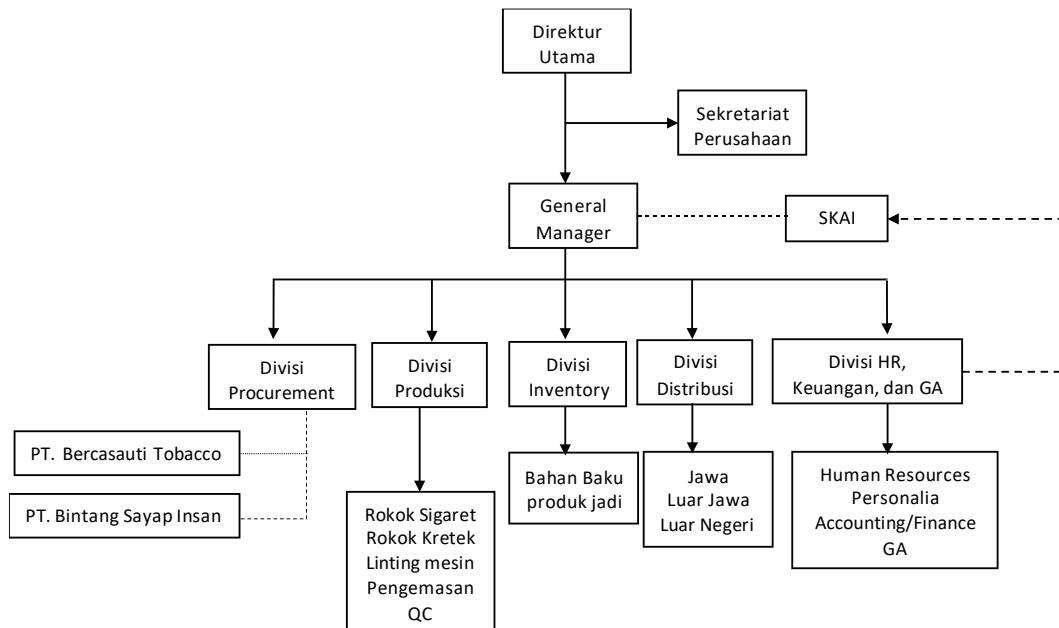 Direktur
Utama
Sekretariat
Perusahaan
General
Manager
SKAI
Divisi
Procurement
Divisi
Produksi
Divisi
Inventory
Divisi
Distribusi
Divisi HR,
Keuangan, dan GA
PT. Bercasauti Tobacco
PT. Bintang Sayap Insan
Rokok Sigaret
Rokok Kretek
Linting mesin
Pengemasan
QC
Bahan Baku
produk jadi
Jawa
Luar Jawa
Luar Negeri
Human Resources
Personalia
Accounting/Finance
GA